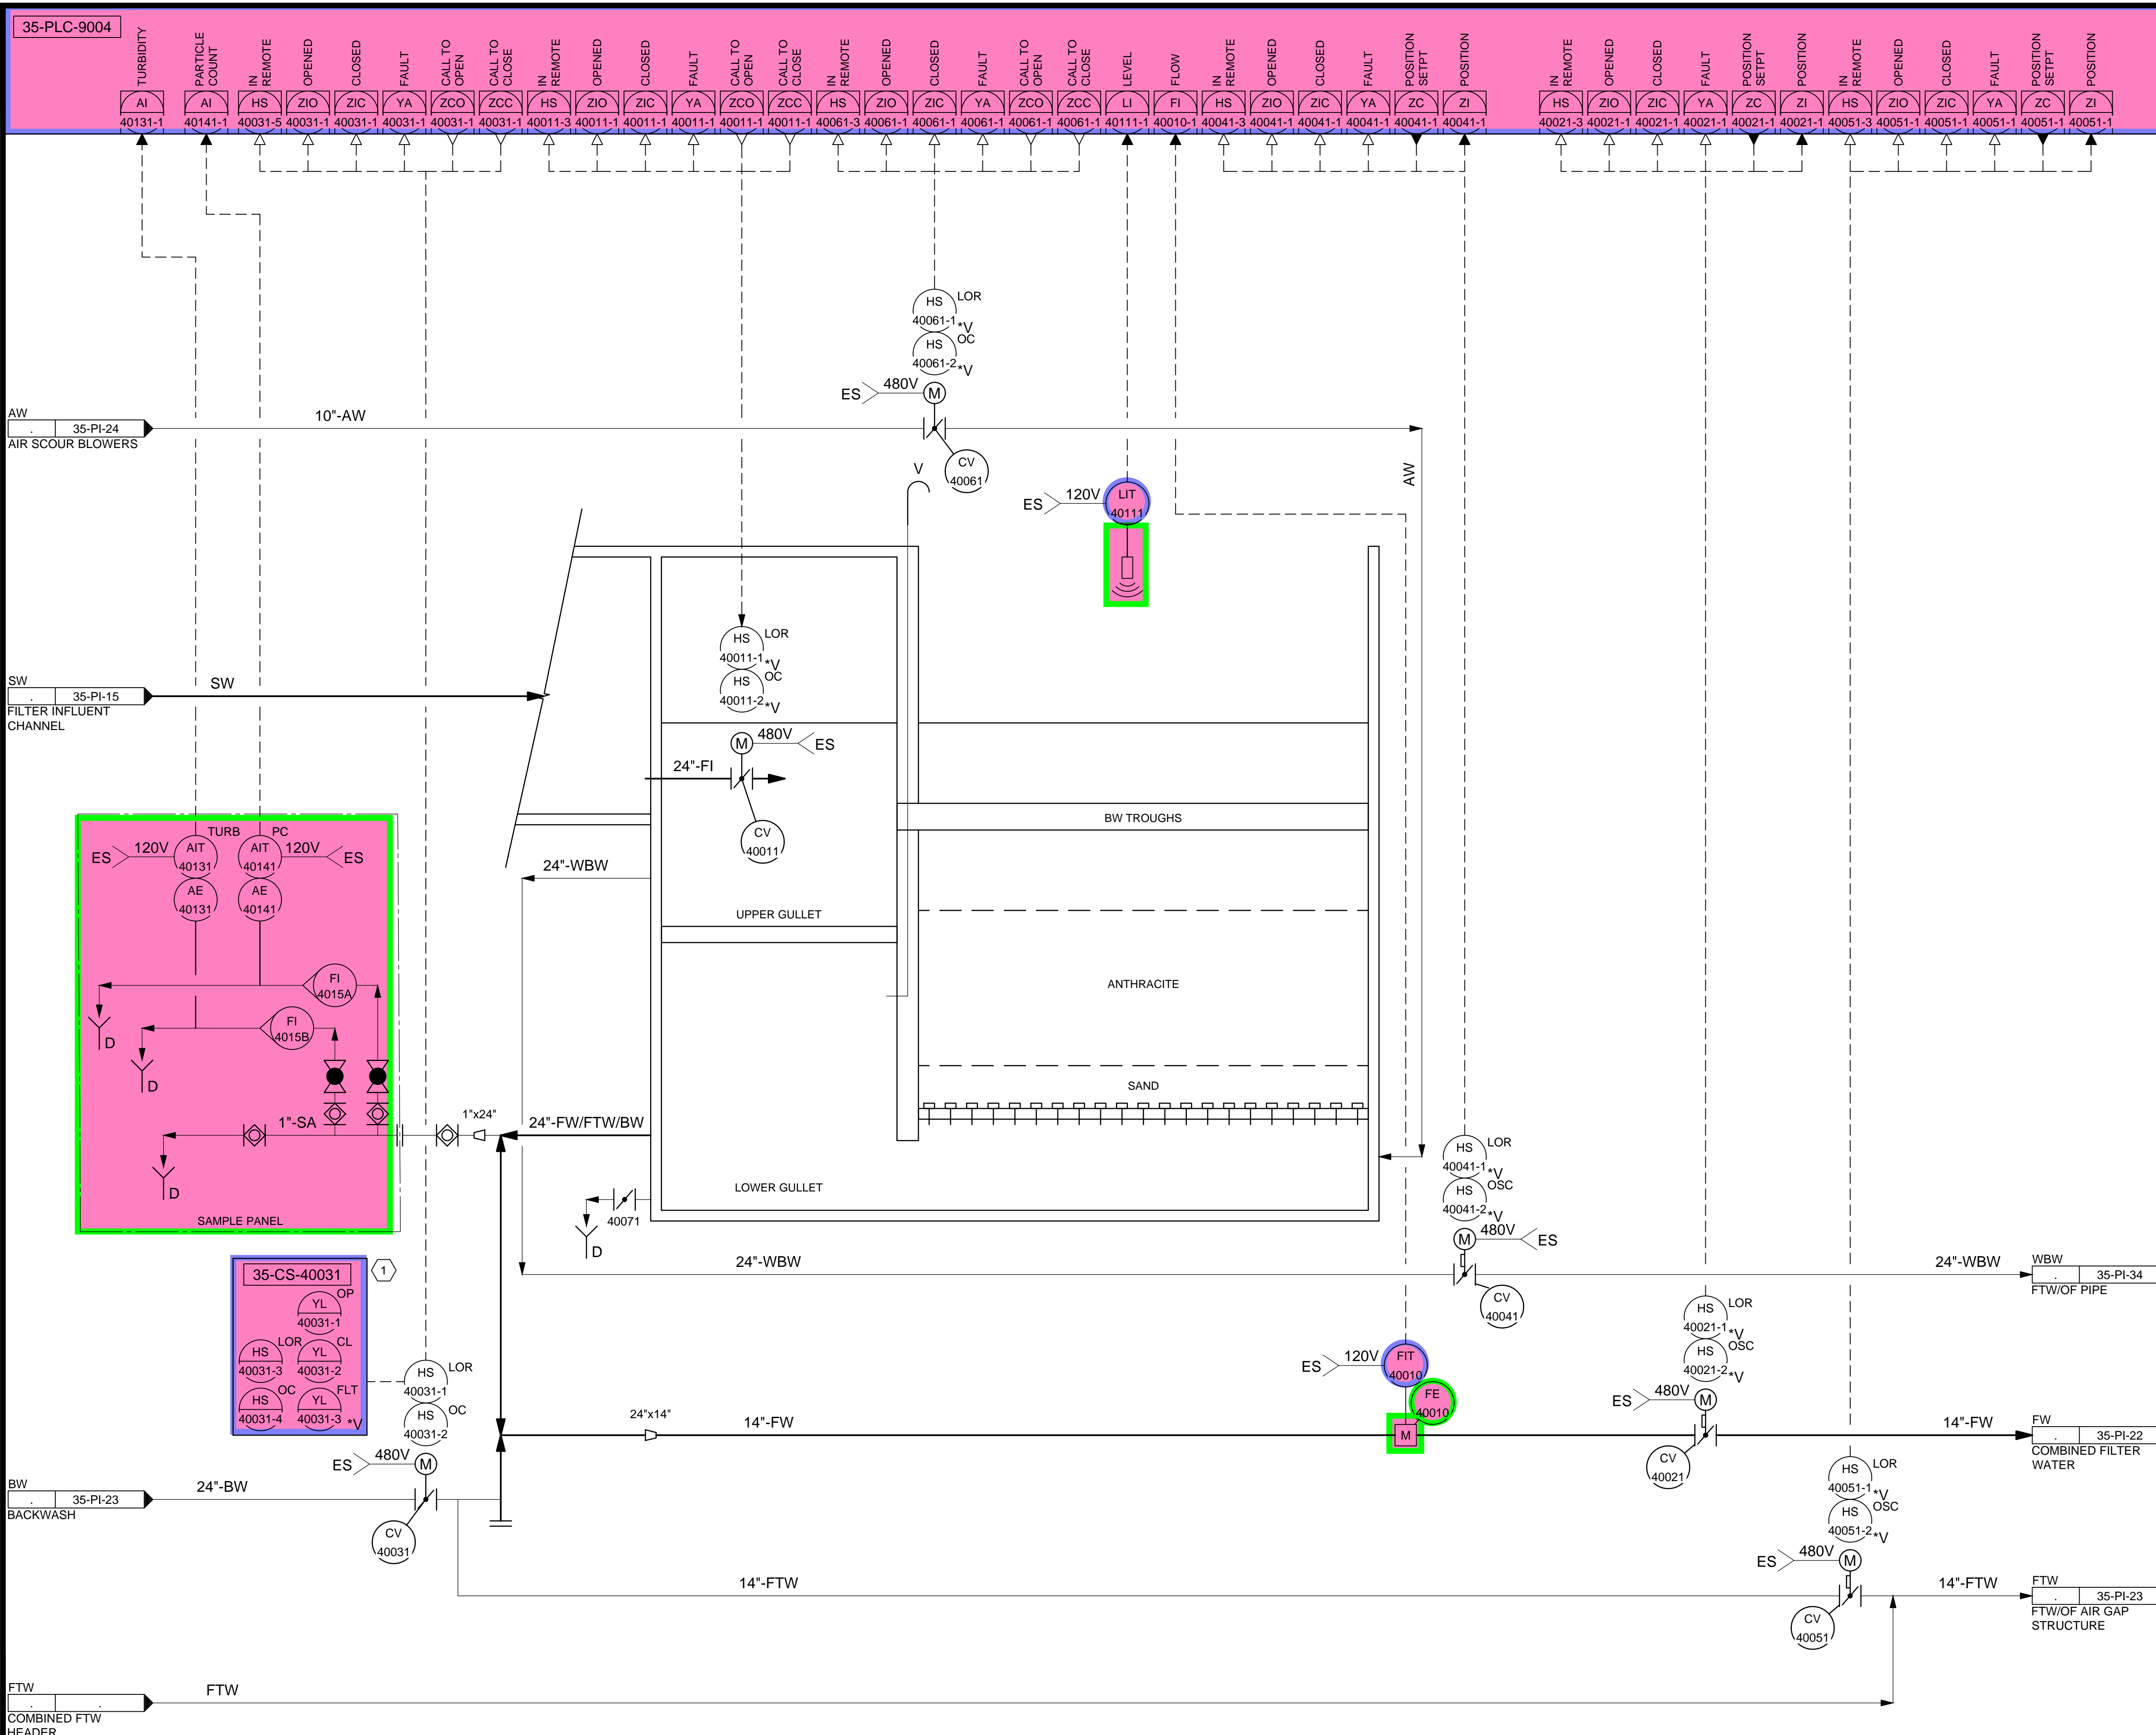 35-PLC-9004
TURBIDITY
PARTICLE
COUNT
IN
REMOTE
OPENED
CLOSED
FAULT
CALL TO
OPEN
CALL TO
CLOSE
IN
REMOTE
OPENED
CLOSED
FAULT
CALL TO
OPEN
CALL TO
CLOSE
IN
REMOTE
OPENED
CLOSED
FAULT
CALL TO
OPEN
CALL TO
CLOSE
LEVEL
FLOW
IN
REMOTE
OPENED
CLOSED
FAULT
POSITION
SETPT
POSITION
IN
REMOTE
OPENED
CLOSED
FAULT
POSITION
SETPT
POSITION
IN
REMOTE
OPENED
CLOSED
FAULT
POSITION
SETPT
POSITION
AI AI HS ZIO ZIC YA ZCO ZCC HS ZIO ZIC YA ZCO ZCC HS ZIO ZIC YA ZCO ZCC LI FI HS ZIO ZIC YA ZC ZI HS ZIO ZIC YA ZC ZI HS ZIO ZIC YA ZC ZI
40131-1 40141-1 40031-5 40031-1 40031-1 40031-1 40031-1 40031-1 40011-3 40011-1 40011-1 40011-1 40011-1 40011-1 40061-3 40061-1 40061-1 40061-1 40061-1 40061-1 40111-1 40010-1 40041-3 40041-1 40041-1 40041-1 40041-1 40041-1 40021-3 40021-1 40021-1 40021-1 40021-1 40021-1 40051-3 40051-1 40051-1 40051-1 40051-1 40051-1
HS LOR
40061-1 *V
HS OC
40061-2 *V
ES 480V M
AW
. 35-PI-24
AIR SCOUR BLOWERS
10"-AW
CV
40061
V
AW
ES 120V LIT
40111
HS LOR
40011-1 *V
HS OC
40011-2 *V
SW
. 35-PI-15
FILTER INFLUENT
CHANNEL
SW
M 480V ES
24"-FI
CV
40011
BW TROUGHS
TURB PC
ES 120V AIT 40131
AIT 40141 120V ES
AE
40131
AE
40141
24"-WBW
UPPER GULLET
FI
4015A
ANTHRACITE
D
FI
4015B
D
SAND
1"-SA
1"x24"
24"-FW/FTW/BW
D
SAMPLE PANEL
LOWER GULLET
40071
D
HS LOR
40041-1 *V
HS OSC
40041-2 *V
M 480V ES
24"-WBW
24"-WBW
WBW
. 35-PI-34
FTW/OF PIPE
CV
40041
35-CS-40031
1
YL OP
40031-1
HS LOR
40031-3
YL CL
40031-2
HS OC
40031-4
YL FLT
40031-3 *V
HS LOR
40031-1
HS OC
40031-2
ES 480V M
HS LOR
40021-1 *V
HS OSC
40021-2 *V
ES 480V M
ES 120V FIT
40010
FE
40010
M
24"x14"
14"-FW
14"-FW
FW
. 35-PI-22
COMBINED FILTER
WATER
CV
40021
BW
. 35-PI-23
BACKWASH
24"-BW
CV
40031
HS LOR
40051-1 *V
HS OSC
40051-2 *V
ES 480V M
14"-FTW
14"-FTW
FTW
. 35-PI-23
FTW/OF AIR GAP
STRUCTURE
CV
40051
FTW
. .
COMBINED FTW
HEADER
FTW